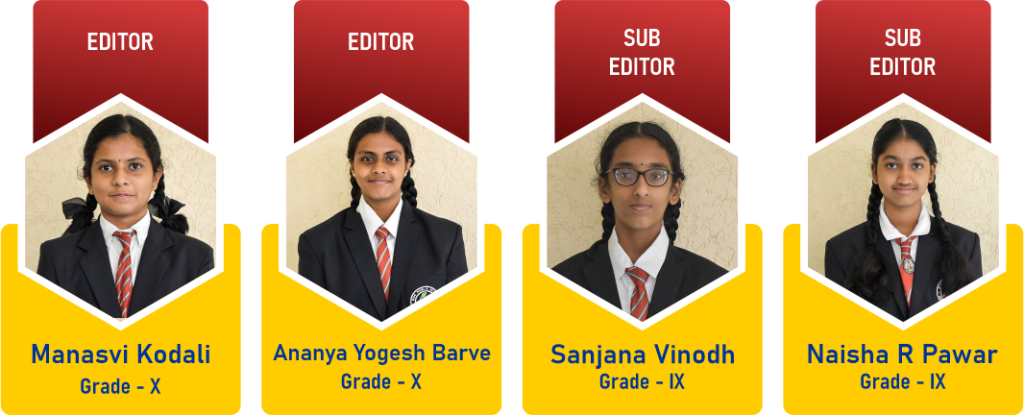 EDITOR
Manasvi Kodali
Grade - X
EDITOR
Ananya Yogesh Barve
Grade - X
SUB
EDITOR
Sanjana Vinodh
Grade - IX
SUB
EDITOR
Naisha R Pawar
Grade - IX